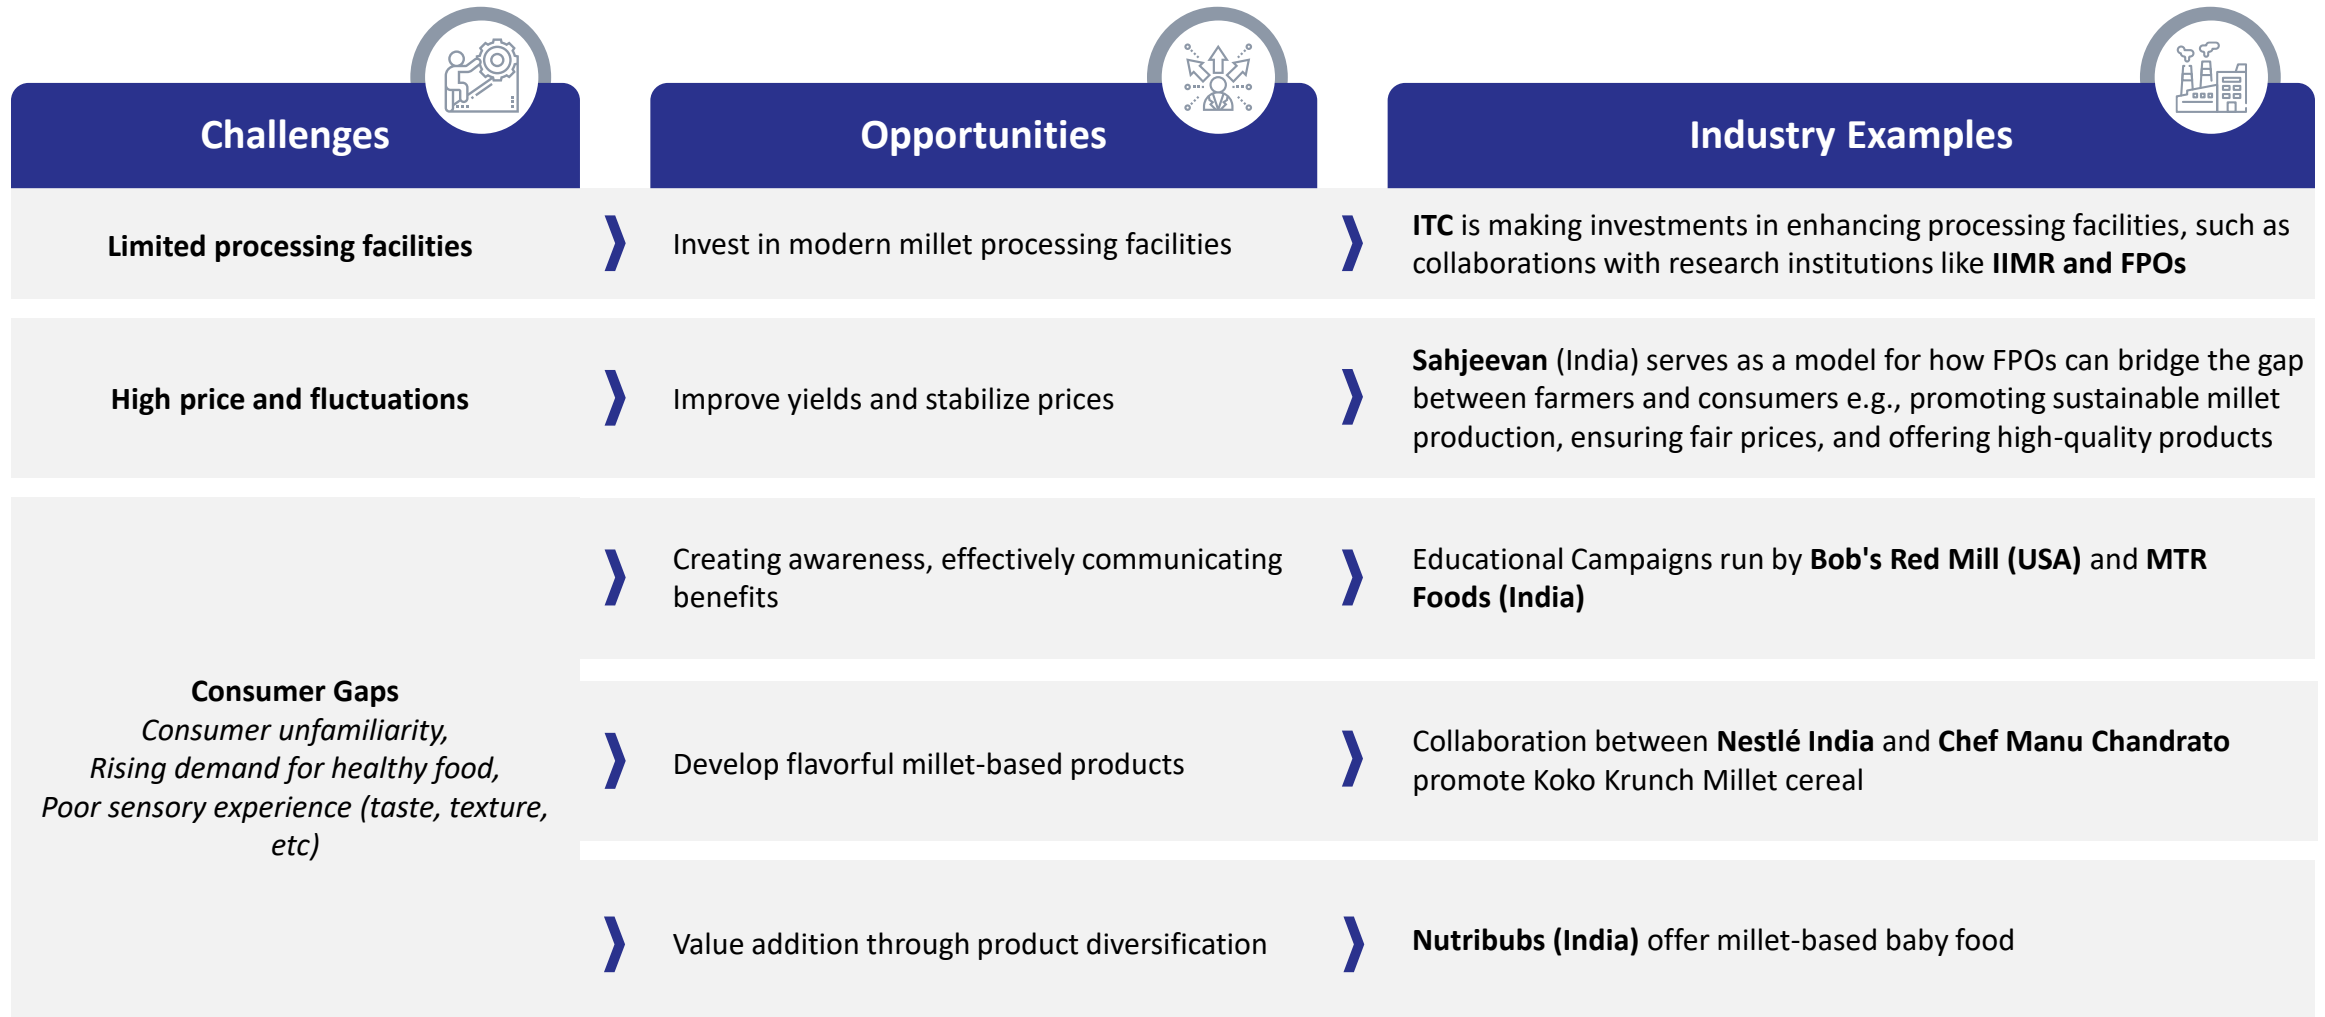 Challenges
Opportunities
Industry Examples
Limited processing facilities
Invest in modern millet processing facilities
ITC is making investments in enhancing processing facilities, such as
collaborations with research institutions like IIMR and FPOs
High price and fluctuations
Improve yields and stabilize prices
Sahjeevan (India) serves as a model for how FPOs can bridge the gap
between farmers and consumers e.g., promoting sustainable millet
production, ensuring fair prices, and offering high-quality products
Consumer Gaps
Consumer unfamiliarity,
Rising demand for healthy food,
Poor sensory experience (taste, texture,
etc)
Creating awareness, effectively communicating
benefits
Educational Campaigns run by Bob's Red Mill (USA) and MTR
Foods (India)
Develop flavorful millet-based products
Collaboration between Nestlé India and Chef Manu Chandrato
promote Koko Krunch Millet cereal
Value addition through product diversification
Nutribubs (India) offer millet-based baby food